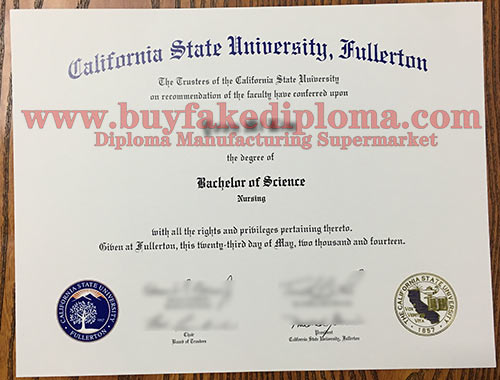 California State University, Fullerton
The Trustees of the California State University
on recommendation of the faculty have conferred upon
www.buyfakediploma.com
Diploma Manufacturing Supermarket
the degree of
Bachelor of Science
Nursing
with all the rights and privileges pertaining thereto.
Given at Fullerton, this twenty-third day of May, two thousand and fourteen.
CALIFORNIA STATE UNIVERSITY
FULLERTON
Chair
Board of Trustees
President
California State University, Fullerton
THE CALIFORNIA STATE UNIVERSITY
1857